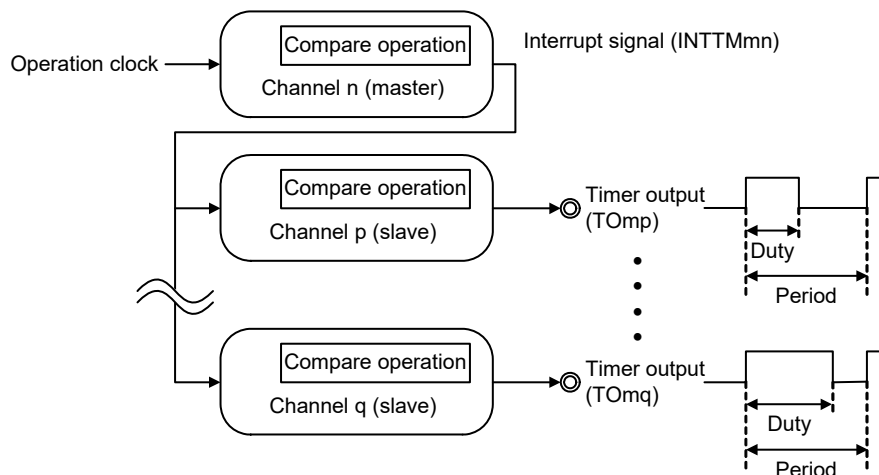 Compare operation
Interrupt signal (INTTMmn)
Operation clock
Channel n (master)
Compare operation
Channel p (slave)
Timer output
(TOmp)
Duty
Period
Compare operation
Channel q (slave)
Timer output
(TOmq)
Duty
Period